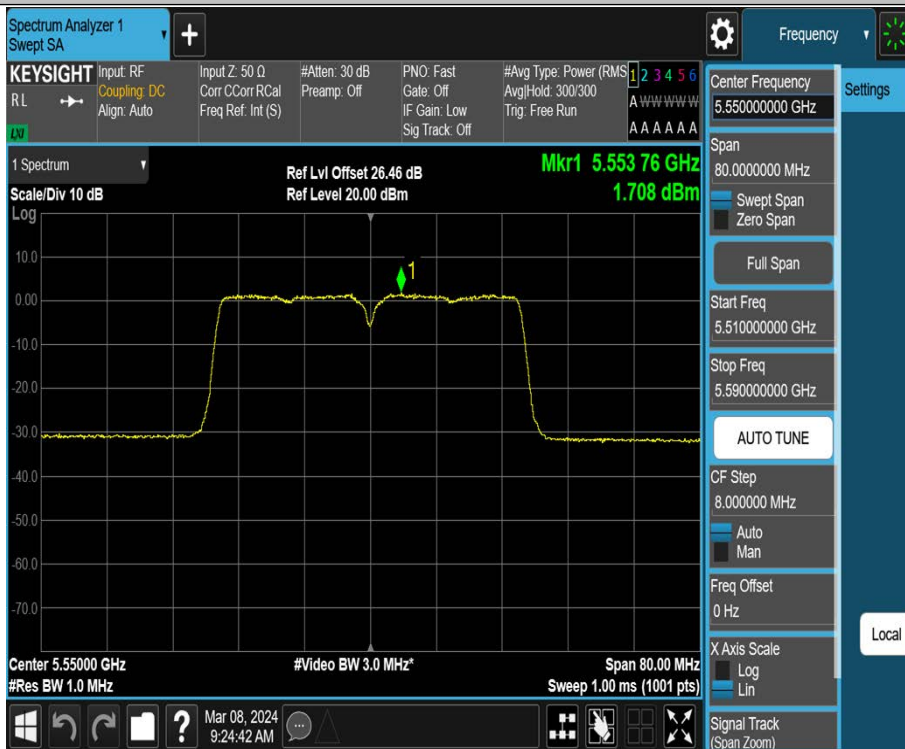 Spectrum Analyzer 1
Swept SA
+
Frequency
KEYSIGHT
RL
LXI
Input: RF
Coupling: DC
Align: Auto
Input Z: 50 Ω
Corr CCorr RCal
Freq Ref: Int (S)
#Atten: 30 dB
Preamp: Off
PNO: Fast
Gate: Off
IF Gain: Low
Sig Track: Off
#Avg Type: Power (RMS
Avg|Hold: 300/300
Trig: Free Run
1 2 3 4 5 6
A W W W W W
A A A A A A
1 Spectrum
Scale/Div 10 dB
Log
Ref Lvl Offset 26.46 dB
Ref Level 20.00 dBm
Mkr1 5.553 76 GHz
1.708 dBm
10.0
0.00
-10.0
-20.0
-30.0
-40.0
-50.0
-60.0
-70.0
1
Center 5.55000 GHz
#Res BW 1.0 MHz
#Video BW 3.0 MHz*
Span 80.00 MHz
Sweep 1.00 ms (1001 pts)
?
Mar 08, 2024
9:24:42 AM
Center Frequency
5.550000000 GHz
Span
80.0000000 MHz
Swept Span
Zero Span
Full Span
Start Freq
5.510000000 GHz
Stop Freq
5.590000000 GHz
AUTO TUNE
CF Step
8.000000 MHz
Auto
Man
Freq Offset
0 Hz
X Axis Scale
Log
Lin
Signal Track
(Span Zoom)
Settings
Local